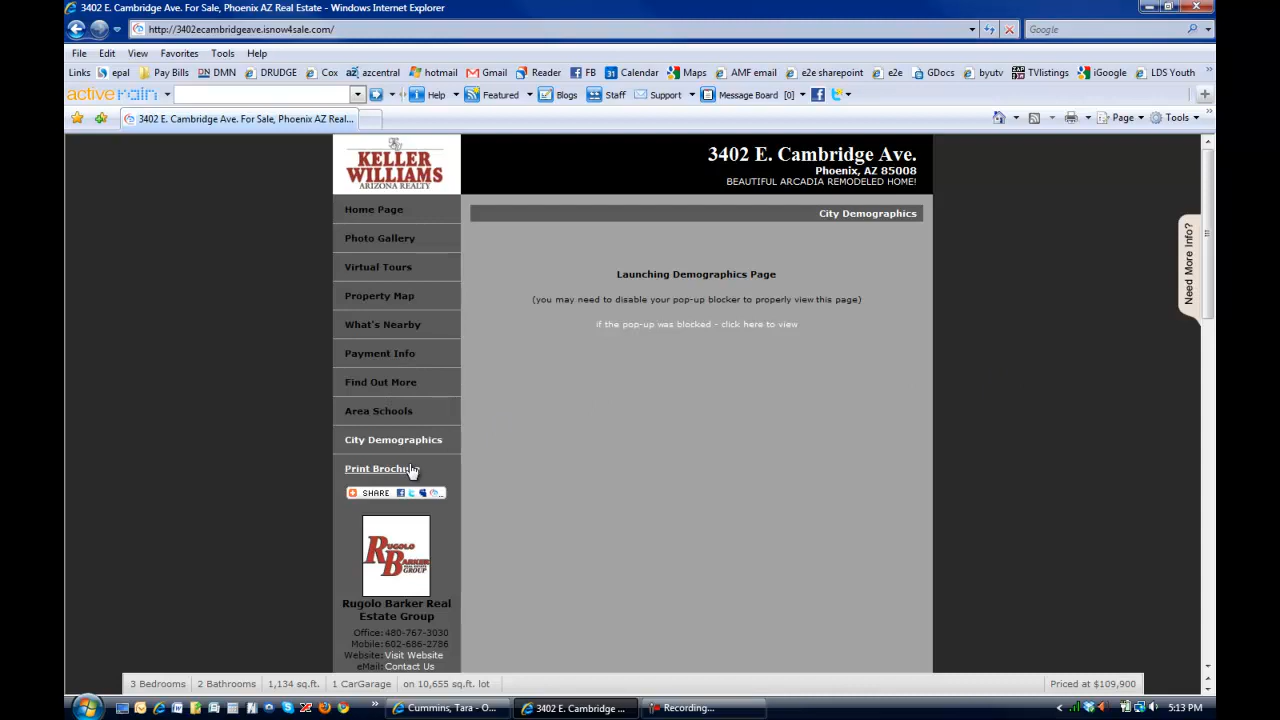 3402 E. Cambridge Ave. For Sale, Phoenix AZ Real Estate - Windows Internet Explorer
http://3402ecambridgeave.isnow4sale.com/
Google
File Edit View Favorites Tools Help
Links epal Pay Bills DN DMN DRUDGE Cox azcentral hotmail Gmail Reader FB Calendar Maps AMF email e2e sharepoint e2e GDocs byutv TVlistings iGoogle LDS Youth
activerain Help Featured Blogs Staff Support Message Board [0]
3402 E. Cambridge Ave. For Sale, Phoenix AZ Real...
Page Tools
KELLER
WILLIAMS
ARIZONA REALTY
3402 E. Cambridge Ave.
Phoenix, AZ 85008
BEAUTIFUL ARCADIA REMODELED HOME!
Home Page
Photo Gallery
Virtual Tours
Property Map
What's Nearby
Payment Info
Find Out More
Area Schools
City Demographics
Print Brochure
SHARE
City Demographics
Launching Demographics Page
(you may need to disable your pop-up blocker to properly view this page)
if the pop-up was blocked - click here to view
Need More Info?
RUGOLO
BARKER
REAL ESTATE
GROUP
Rugolo Barker Real
Estate Group
Office: 480-767-3030
Mobile: 602-686-2786
Website: Visit Website
eMail: Contact Us
3 Bedrooms 2 Bathrooms 1,134 sq.ft. 1 CarGarage on 10,655 sq.ft. lot Priced at $109,900
Cummins, Tara - O... 3402 E. Cambridge ... Recording... 5:13 PM